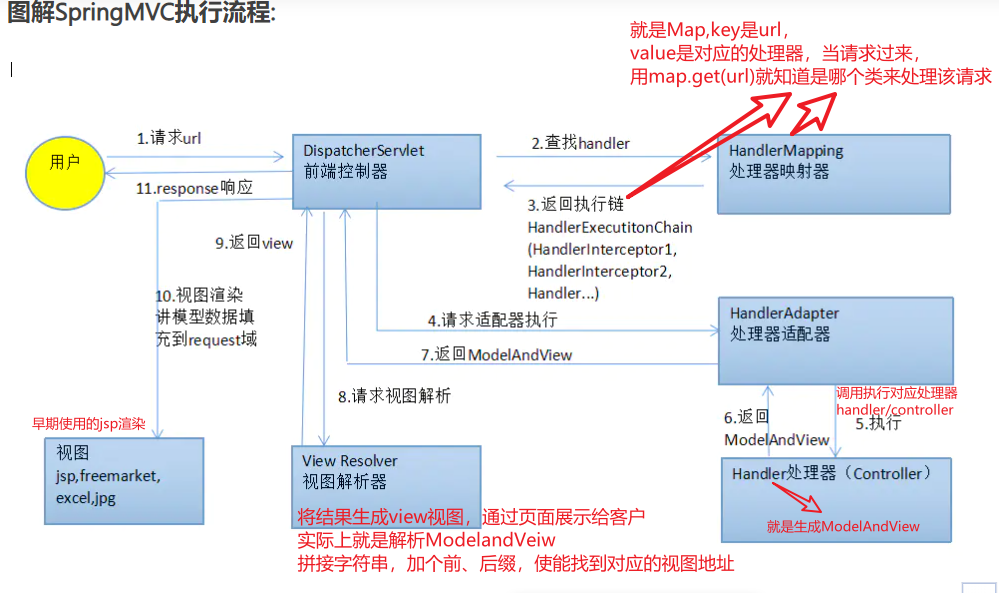 图解SpringMVC执行流程:
就是Map,key是url，
value是对应的处理器，当请求过来，
用map.get(url)就知道是哪个类来处理该请求
用户
1.请求url
11.response响应
DispatcherServlet
前端控制器
2.查找handler
HandlerMapping
处理器映射器
3.返回执行链
HandlerExecutitonChain
(HandlerInterceptor1,
HandlerInterceptor2,
Handler...)
9.返回view
10.视图渲染
讲模型数据填
充到request域
4.请求适配器执行
7.返回ModelAndView
HandlerAdapter
处理器适配器
8.请求视图解析
调用执行对应处理器
handler/controller
6.返回
ModelAndView
5.执行
早期使用的jsp渲染
视图
jsp,freemarket,
excel,jpg
View Resolver
视图解析器
将结果生成view视图，通过页面展示给客户
实际上就是解析ModelandVeiw
拼接字符串，加个前、后缀，使能找到对应的视图地址
Handler处理器（Controller）
就是生成ModelAndView